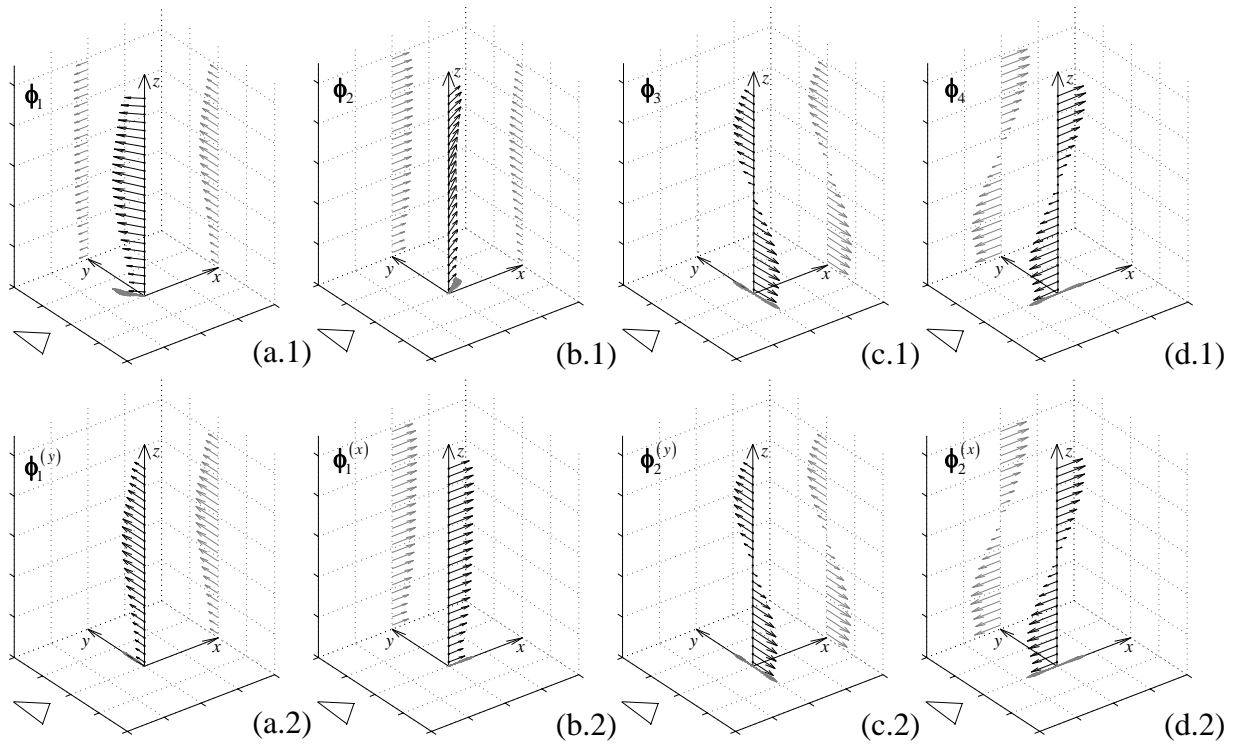 ϕ₁ z y x (a.1)
ϕ₂ z y x (b.1)
ϕ₃ z y x (c.1)
ϕ₄ z y x (d.1)
ϕ₁⁽ʸ⁾ z y x (a.2)
ϕ₁⁽ˣ⁾ z y x (b.2)
ϕ₂⁽ʸ⁾ z y x (c.2)
ϕ₂⁽ˣ⁾ z y x (d.2)